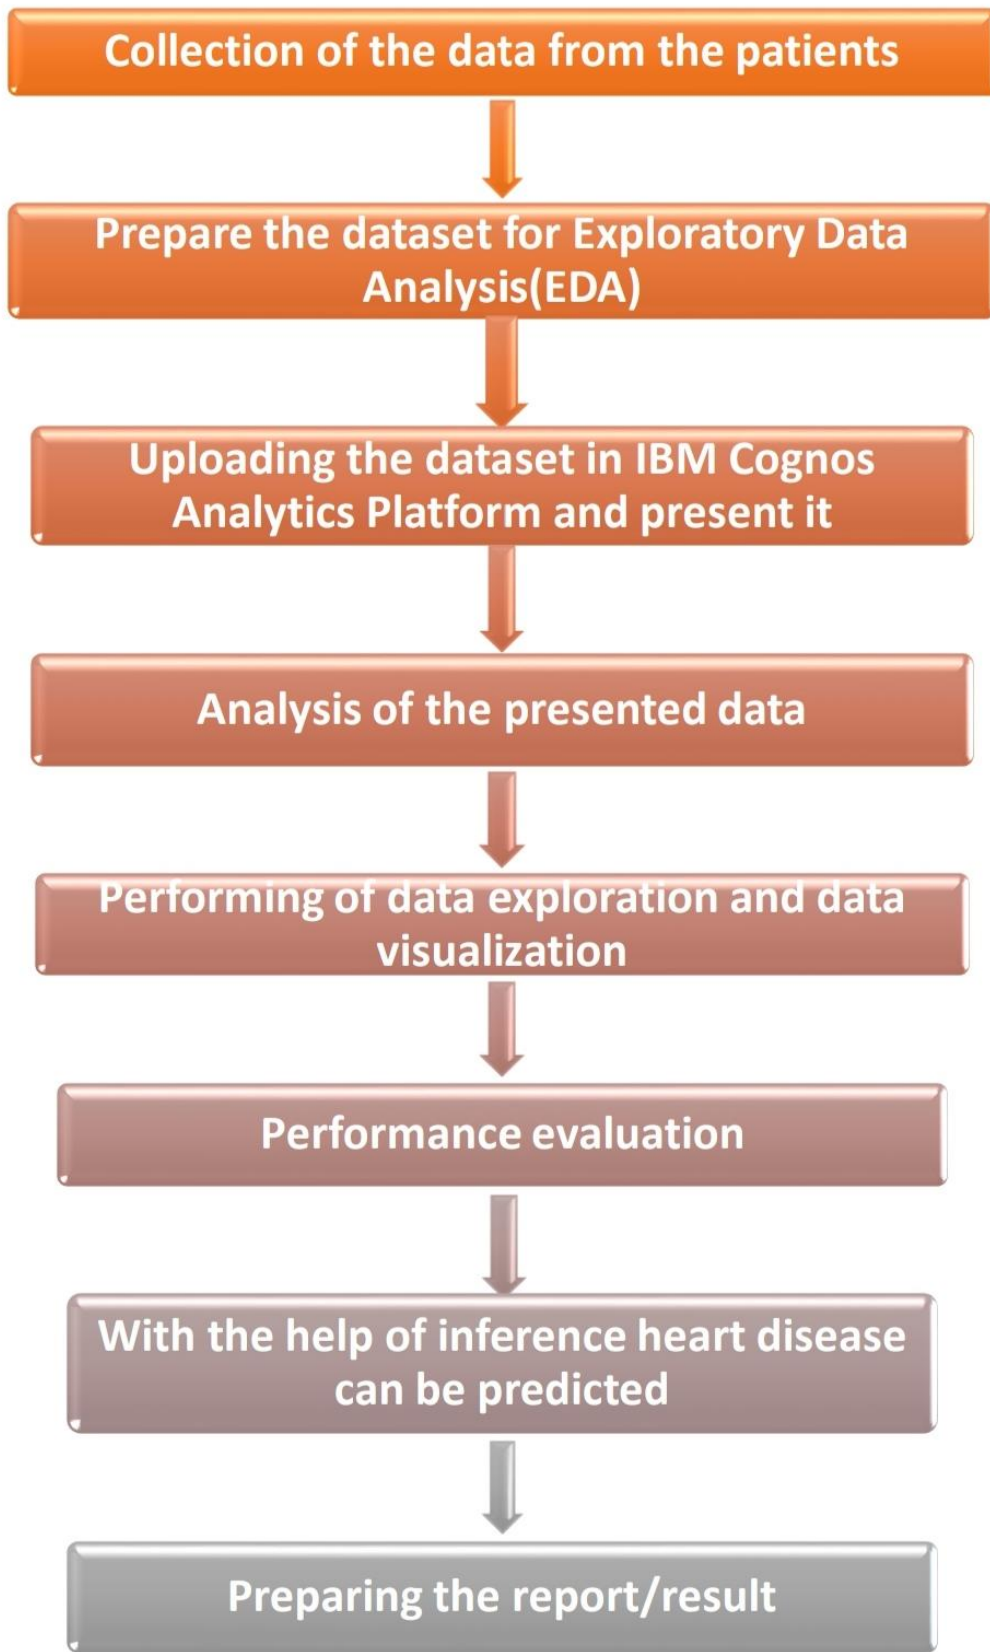 Collection of the data from the patients
Prepare the dataset for Exploratory Data
Analysis(EDA)
Uploading the dataset in IBM Cognos
Analytics Platform and present it
Analysis of the presented data
Performing of data exploration and data
visualization
Performance evaluation
With the help of inference heart disease
can be predicted
Preparing the report/result